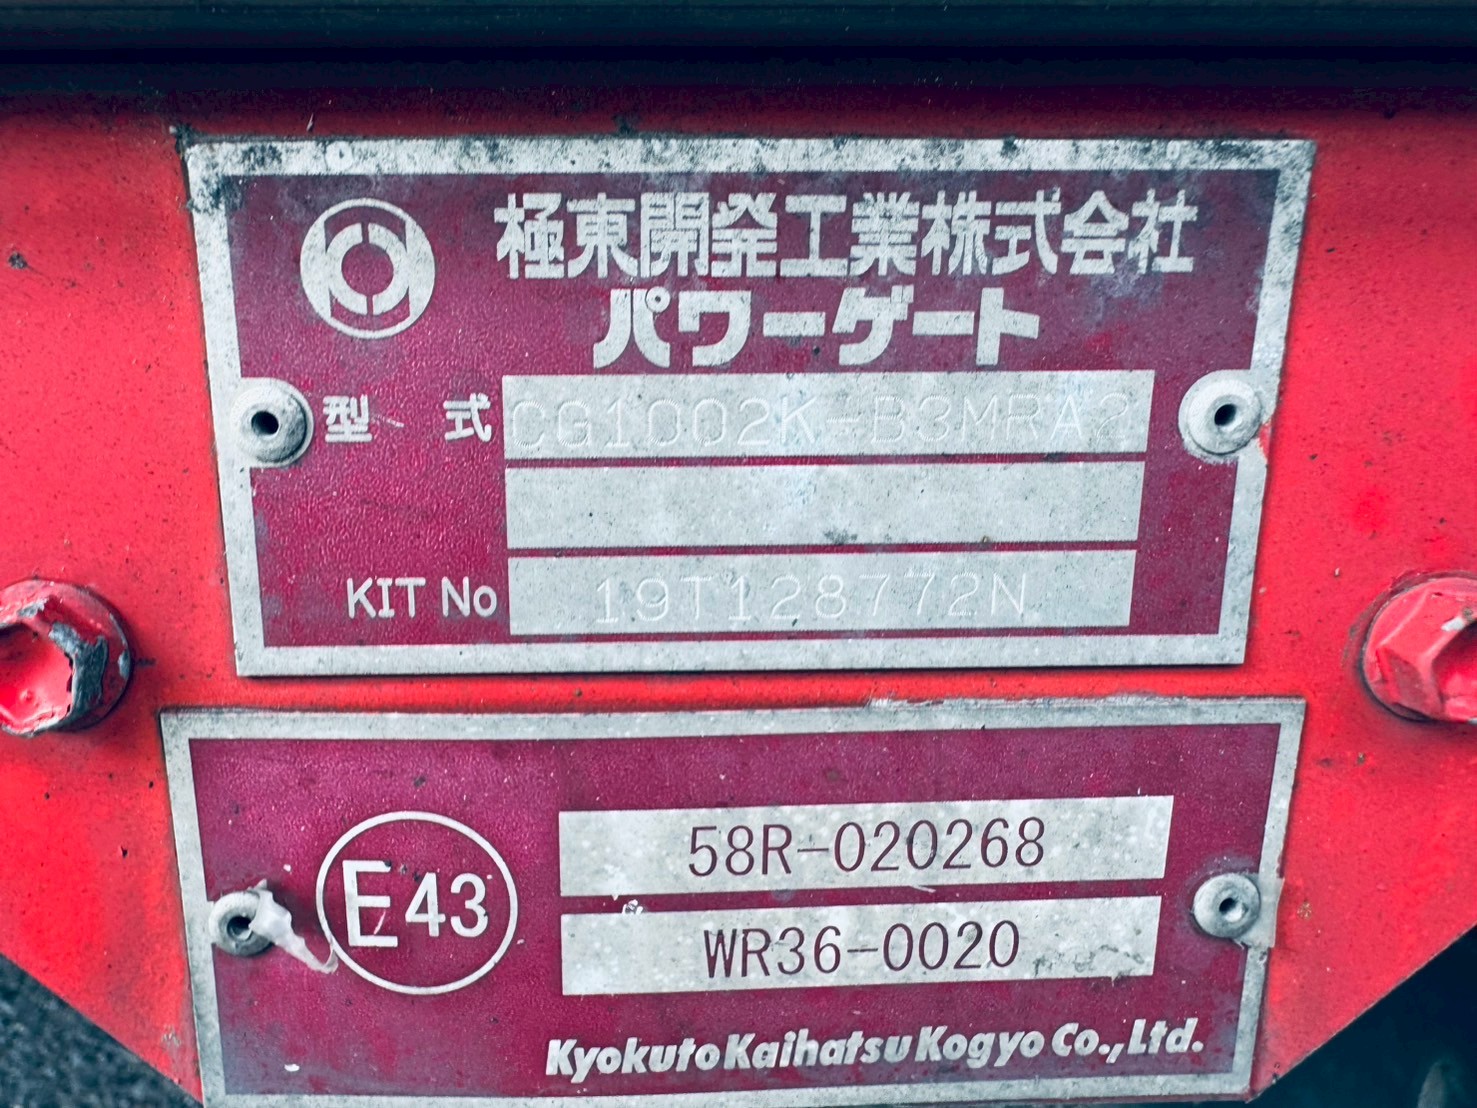 極東開発工業株式会社
パワーゲート
型 式 CG1002K-B3MRA2
KIT No 19T128772N
E43
58R-020268
WR36-0020
Kyokuto Kaihatsu Kogyo Co., Ltd.